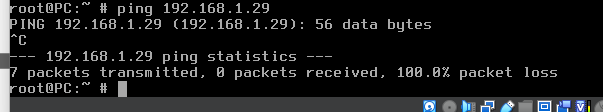 root@PC:~ # ping 192.168.1.29
PING 192.168.1.29 (192.168.1.29): 56 data bytes
^C
--- 192.168.1.29 ping statistics ---
7 packets transmitted, 0 packets received, 100.0% packet loss
root@PC:~ #